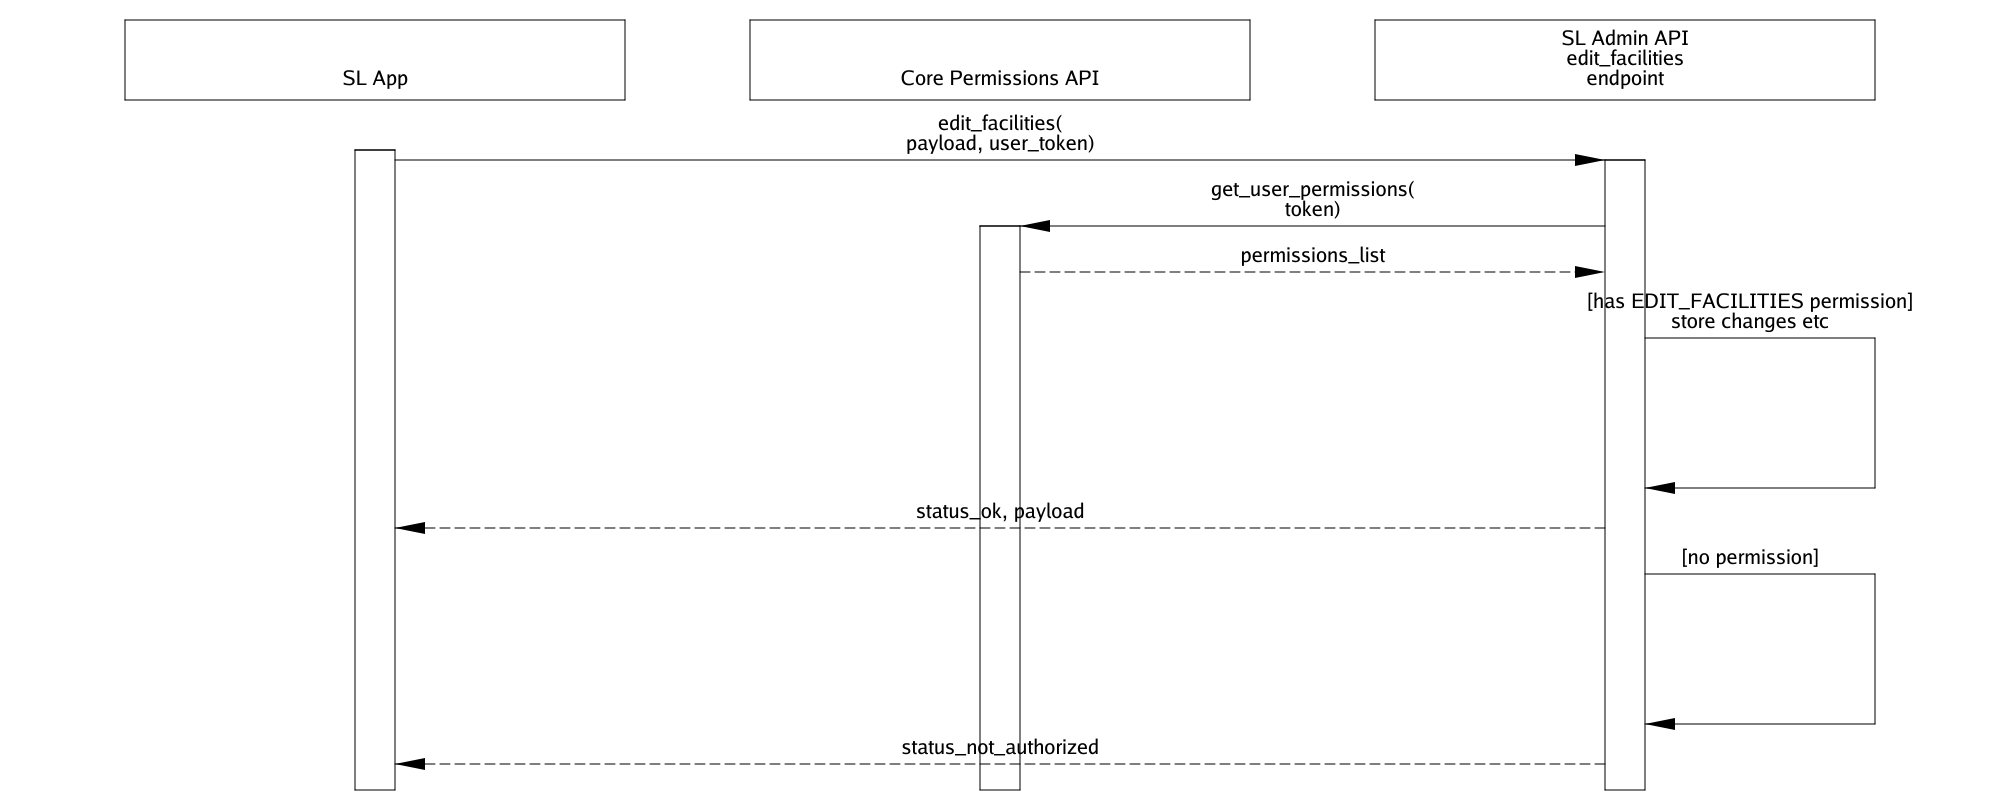 SL App
Core Permissions API
SL Admin API
edit_facilities
endpoint
edit_facilities(
payload, user_token)
get_user_permissions(
token)
permissions_list
[has EDIT_FACILITIES permission]
store changes etc
status_ok, payload
[no permission]
status_not_authorized